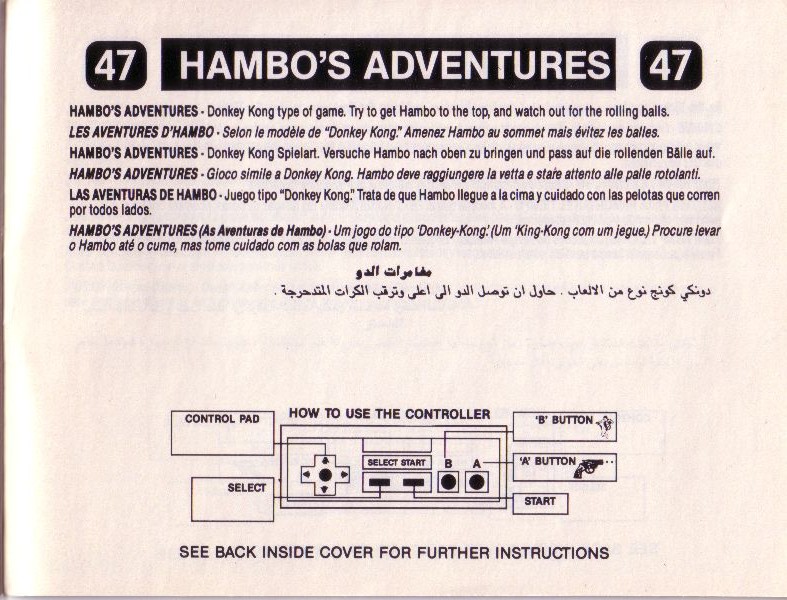 47 HAMBO'S ADVENTURES 47
HAMBO'S ADVENTURES - Donkey Kong type of game. Try to get Hambo to the top, and watch out for the rolling balls.
LES AVENTURES D'HAMBO - Selon le modèle de "Donkey Kong." Amenez Hambo au sommet mais évitez les balles.
HAMBO'S ADVENTURES - Donkey Kong Spielart. Versuche Hambo nach oben zu bringen und pass auf die rollenden Bälle auf.
HAMBO'S ADVENTURES - Gioco simile a Donkey Kong. Hambo deve raggiungere la vetta e stare attento alle palle rotolanti.
LAS AVENTURAS DE HAMBO - Juego tipo "Donkey Kong." Trata de que Hambo llegue a la cima y cuidado con las pelotas que corren
por todos lados.
HAMBO'S ADVENTURES (As Aventuras de Hambo) - Um jogo do tipo 'Donkey-Kong.' (Um 'King-Kong com um jegue.) Procure levar
o Hambo até o cume, mas tome cuidado com as bolas que rolam.
مغامرات الدو
دونكي كونج نوع من الالعاب . حاول ان توصل الدو الى اعلى وترقب الكرات المتدحرجة .
HOW TO USE THE CONTROLLER
CONTROL PAD
'B' BUTTON
SELECT START
B A
'A' BUTTON
SELECT
START
SEE BACK INSIDE COVER FOR FURTHER INSTRUCTIONS